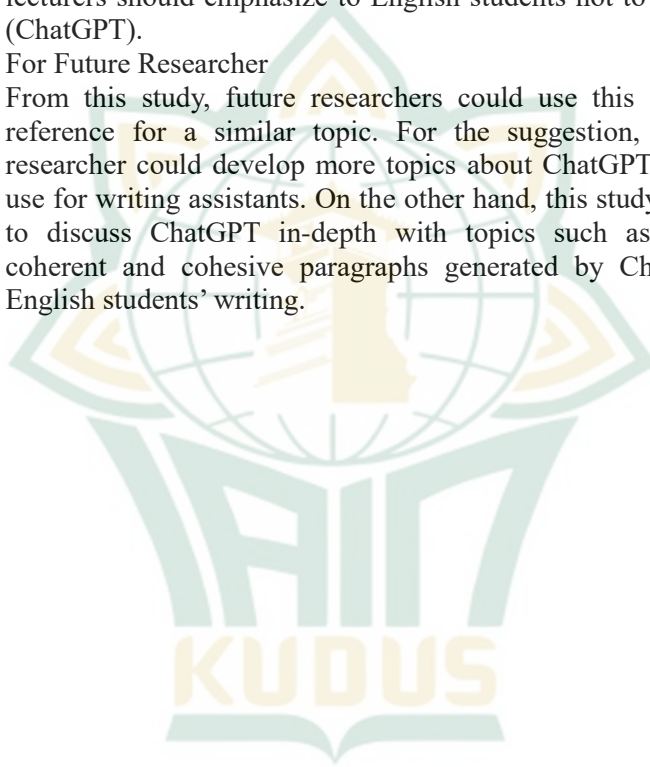 lecturers should emphasize to English students not to
(ChatGPT).
For Future Researcher
From this study, future researchers could use this
reference for a similar topic. For the suggestion,
researcher could develop more topics about ChatGPT
use for writing assistants. On the other hand, this study
to discuss ChatGPT in-depth with topics such as
coherent and cohesive paragraphs generated by Ch
English students’ writing.
IAIN
KUDUS